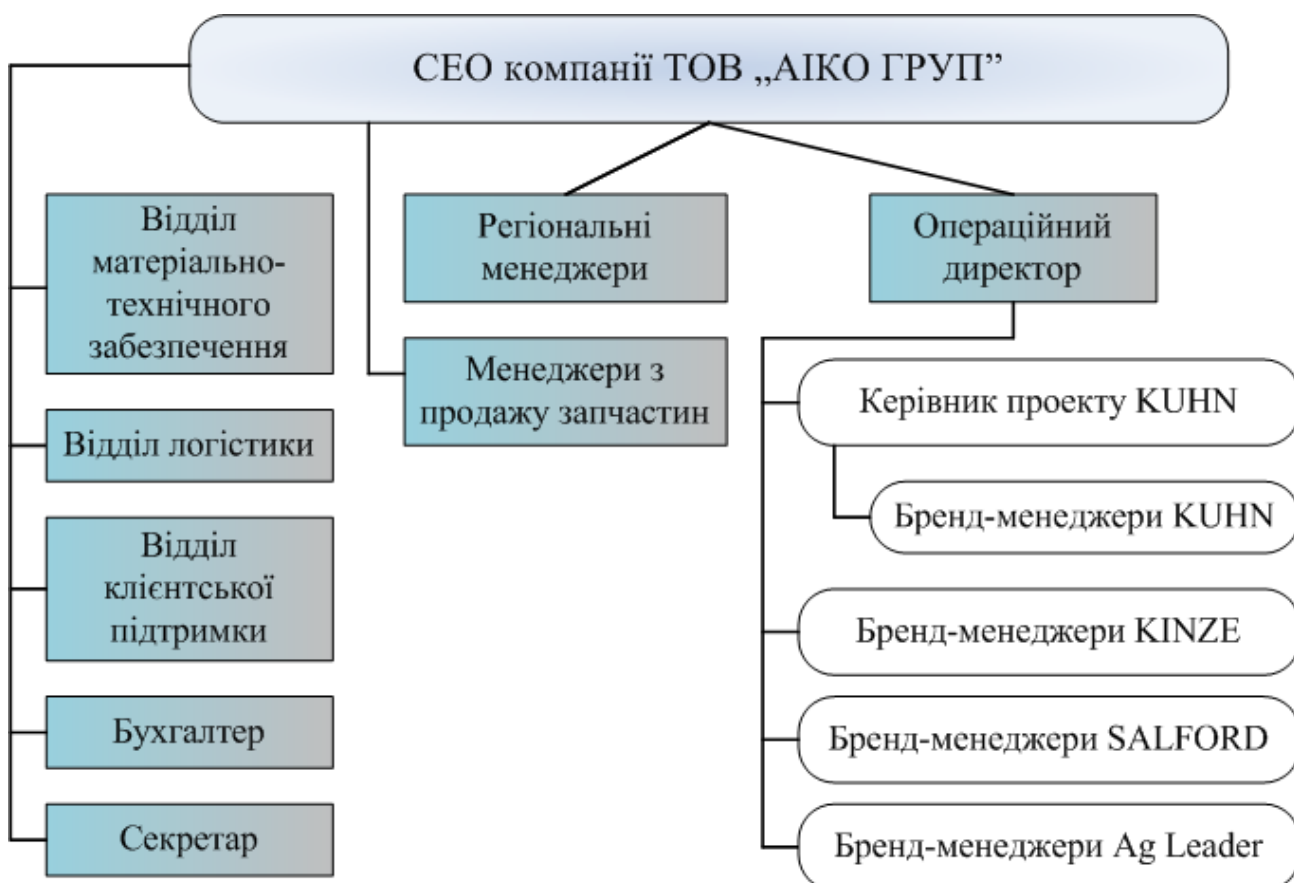 CEO компанії ТОВ „АІКО ГРУП”
Відділ
матеріально-
технічного
забезпечення
Відділ логістики
Відділ
клієнтської
підтримки
Бухгалтер
Секретар
Регіональні
менеджери
Менеджери з
продажу запчастин
Операційний
директор
Керівник проекту KUHN
Бренд-менеджери KUHN
Бренд-менеджери KINZE
Бренд-менеджери SALFORD
Бренд-менеджери Ag Leader